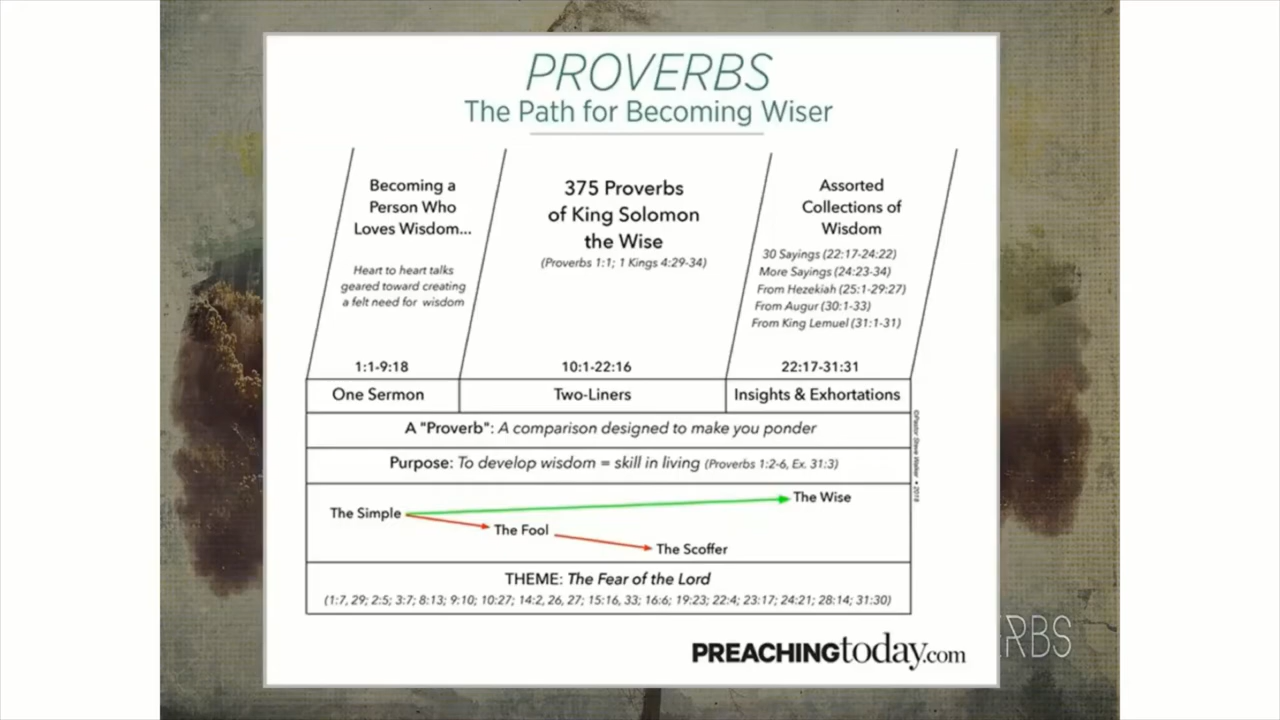 PROVERBS
The Path for Becoming Wiser
Becoming a
Person Who
Loves Wisdom...
Heart to heart talks
geared toward creating
a felt need for wisdom
1:1-9:18
375 Proverbs
of King Solomon
the Wise
(Proverbs 1:1; 1 Kings 4:29-34)
10:1-22:16
Assorted
Collections of
Wisdom
30 Sayings (22:17-24:22)
More Sayings (24:23-34)
From Hezekiah (25:1-29:27)
From Augur (30:1-33)
From King Lemuel (31:1-31)
22:17-31:31
One Sermon
Two-Liners
Insights & Exhortations
A "Proverb": A comparison designed to make you ponder
Purpose: To develop wisdom = skill in living (Proverbs 1:2-6, Ex. 31:3)
The Simple
The Wise
The Fool
The Scoffer
THEME: The Fear of the Lord
(1:7, 29; 2:5; 3:7; 8:13; 9:10; 10:27; 14:2, 26, 27; 15:16, 33; 16:6; 19:23; 22:4; 23:17; 24:21; 28:14; 31:30)
©Pastor Steve Walker • 2018
PREACHINGtoday.com
ERBS